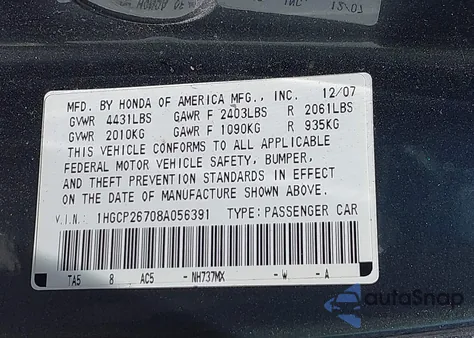 MFD. BY HONDA OF AMERICA MFG., INC. 12/07
GVWR 4431LBS GAWR F 2403LBS R 2061LBS
GVWR 2010KG GAWR F 1090KG R 935KG
THIS VEHICLE CONFORMS TO ALL APPLICABLE
FEDERAL MOTOR VEHICLE SAFETY, BUMPER,
AND THEFT PREVENTION STANDARDS IN EFFECT
ON THE DATE OF MANUFACTURE SHOWN ABOVE.
V.I.N.: 1HGCP26708A056391 TYPE: PASSENGER CAR
TA5 8 AC5 -NH737MX -W -A
autoSnap